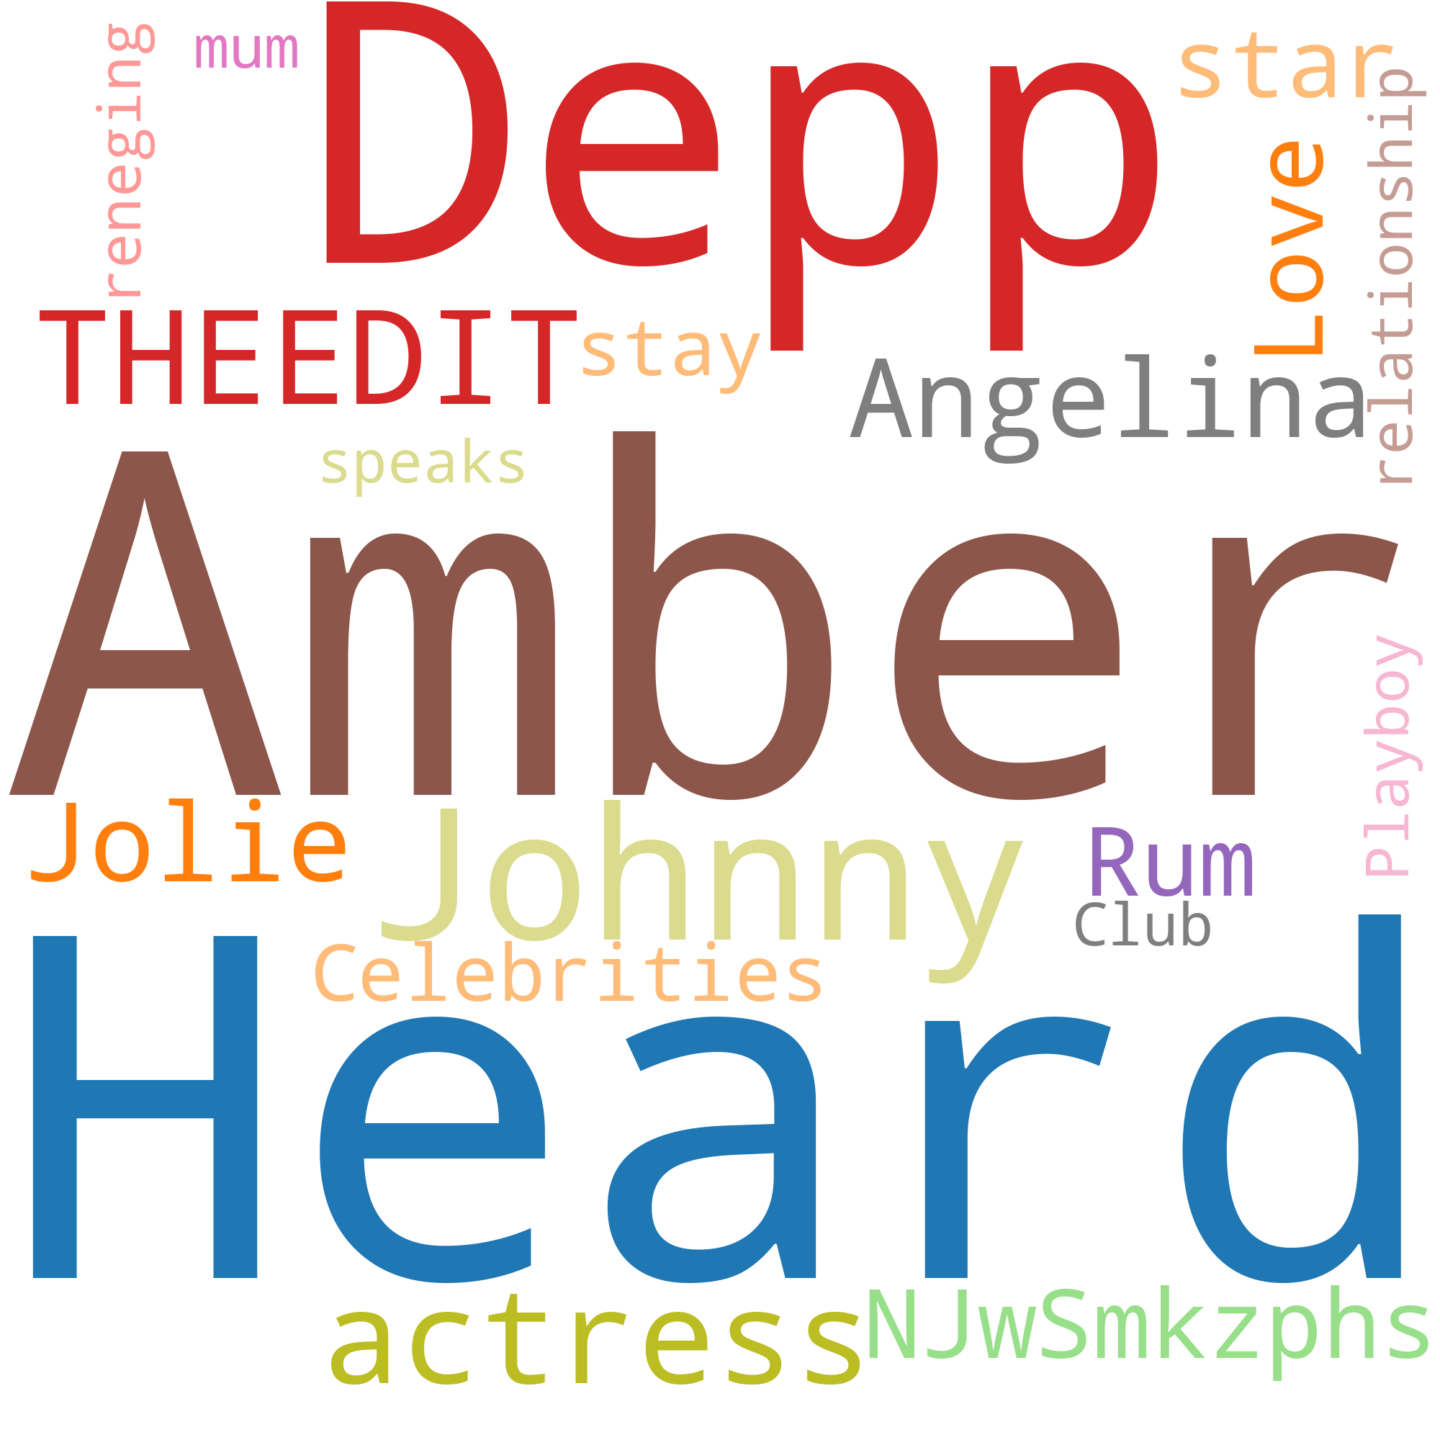 reneging
mum
Depp
star
Love
relationship
THEEDIT
stay
Angelina
speaks
Amber
Playboy
Jolie
Johnny
Rum
Club
Celebrities
Heard
actress
NJwSmkzphs